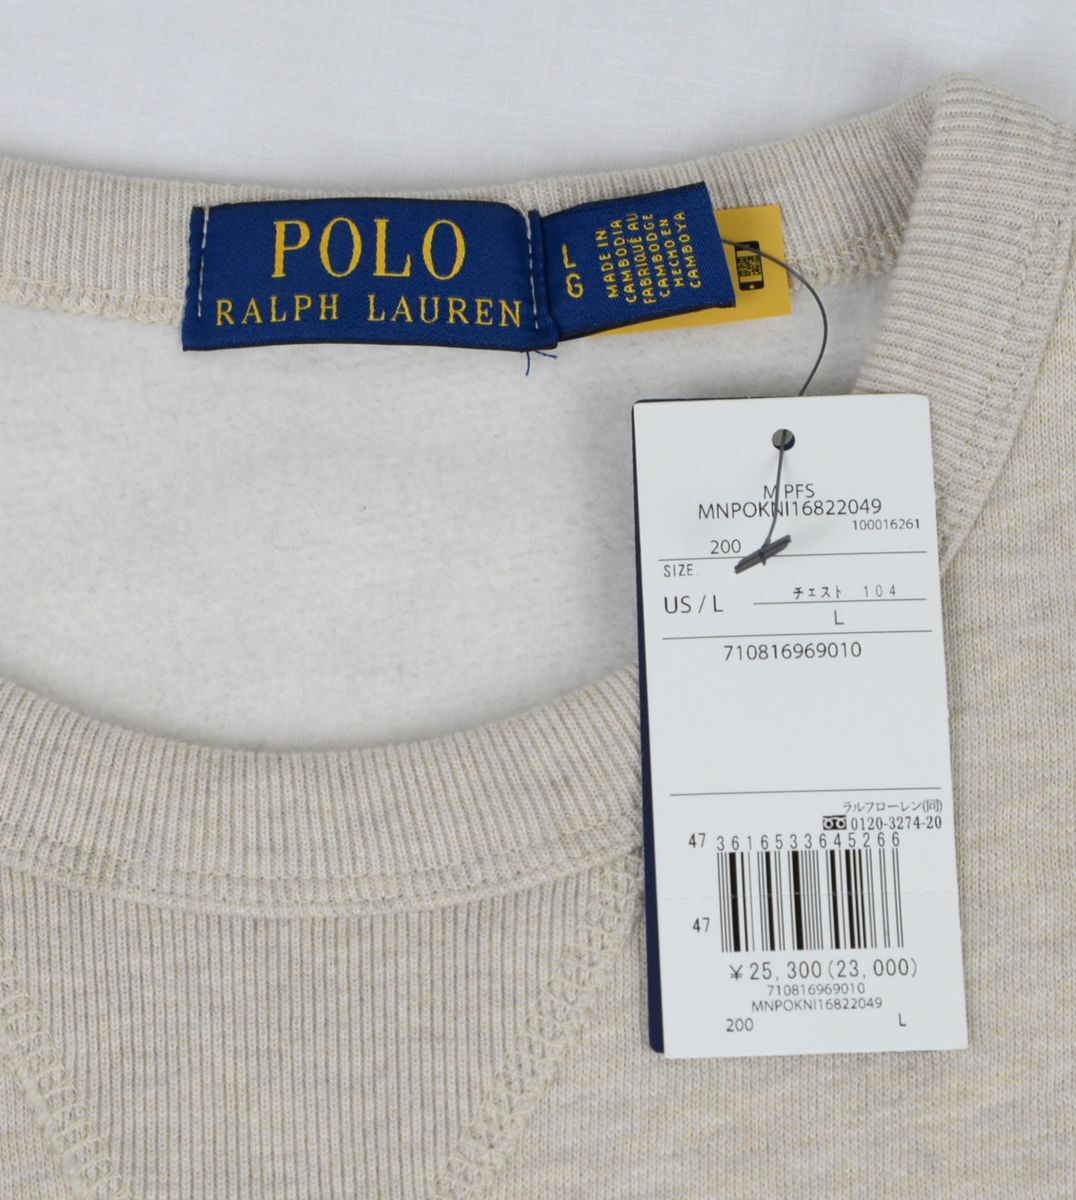 POLO
RALPH LAUREN
L
G
MADE IN
CAMBODIA
FABRIQUÉ AU
CAMBODGE
HECHO EN
CAMBOYA
M PFS
MNPOKNI16822049
100016261
200
SIZE.
US / L
チェスト 104
L
710816969010
ラルフローレン(同)
0120-3274-20
47 3616533645266
47
¥ 25,300 (23,000)
710816969010
MNPOKNI16822049
200 L